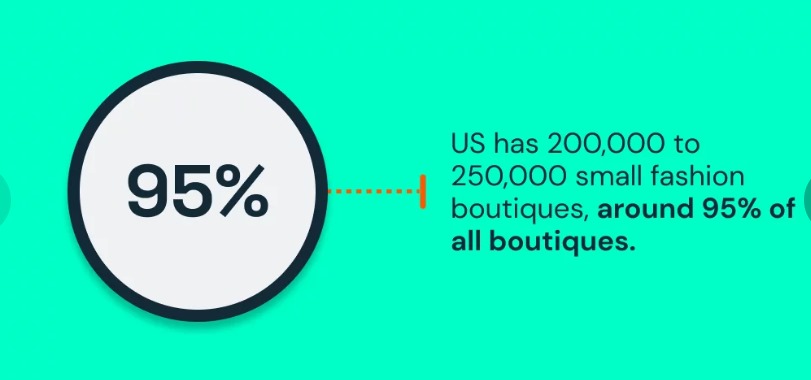 95%
US has 200,000 to
250,000 small fashion
boutiques, around 95% of
all boutiques.